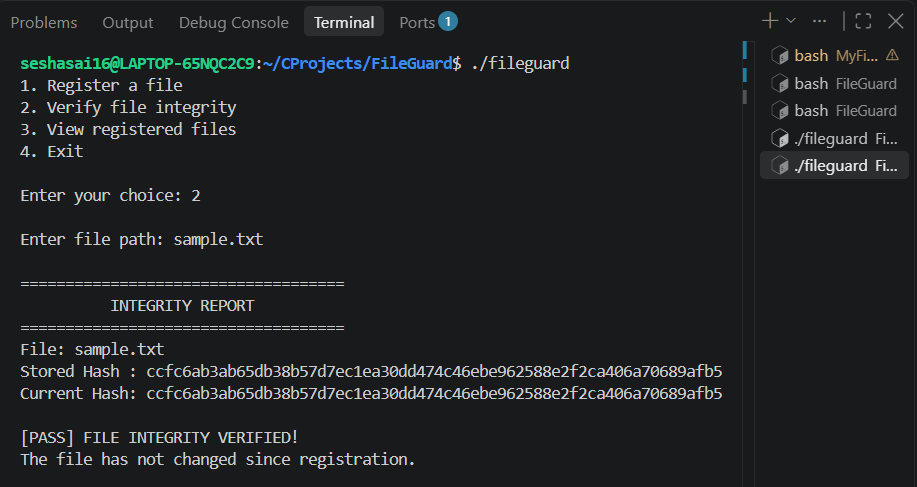 Problems Output Debug Console Terminal Ports 1
seshasai16@LAPTOP-65NQC2C9:~/CProjects/FileGuard$ ./fileguard
1. Register a file
2. Verify file integrity
3. View registered files
4. Exit
Enter your choice: 2
Enter file path: sample.txt
====================================
INTEGRITY REPORT
====================================
File: sample.txt
Stored Hash : ccfc6ab3ab65db38b57d7ec1ea30dd474c46ebe962588e2f2ca406a70689afb5
Current Hash: ccfc6ab3ab65db38b57d7ec1ea30dd474c46ebe962588e2f2ca406a70689afb5
[PASS] FILE INTEGRITY VERIFIED!
The file has not changed since registration.
bash MyFi...
bash FileGuard
bash FileGuard
./fileguard Fi...
./fileguard Fi...